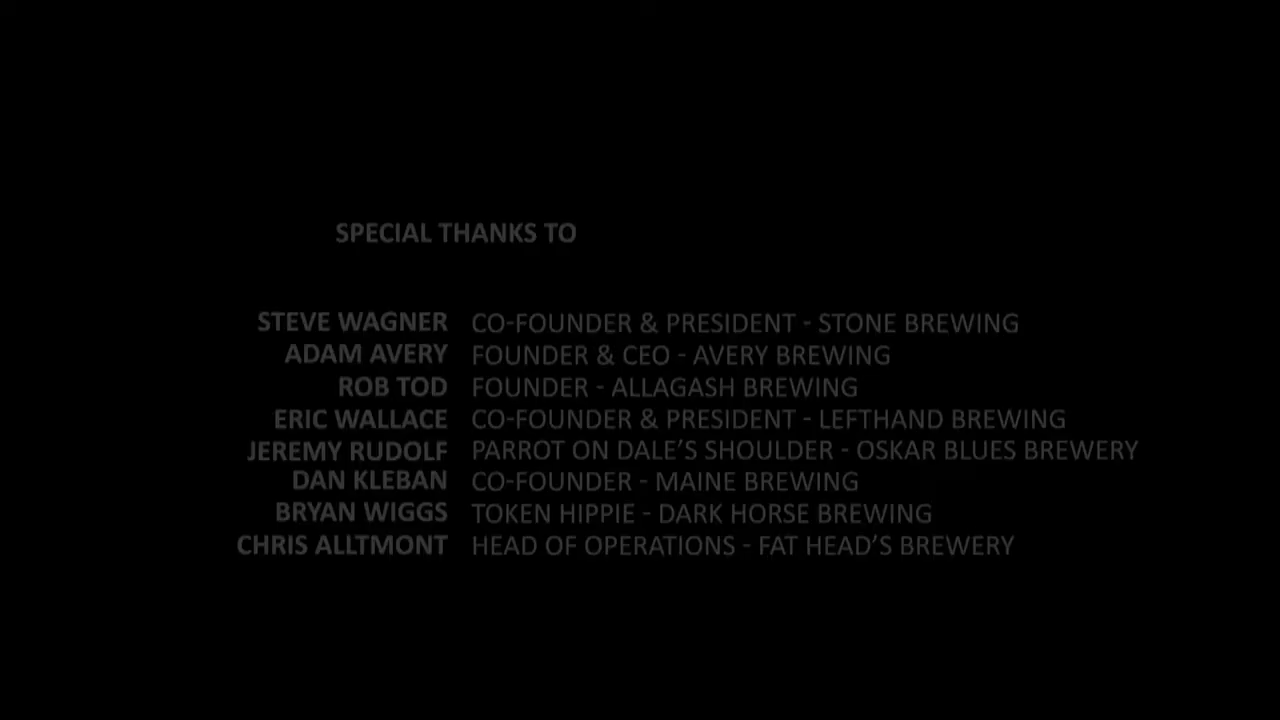 SPECIAL THANKS TO
STEVE WAGNER CO-FOUNDER & PRESIDENT - STONE BREWING
ADAM AVERY FOUNDER & CEO - AVERY BREWING
ROB TOD FOUNDER - ALLAGASH BREWING
ERIC WALLACE CO-FOUNDER & PRESIDENT - LEFTHAND BREWING
JEREMY RUDOLF PARROT ON DALE'S SHOULDER - OSKAR BLUES BREWERY
DAN KLEBAN CO-FOUNDER - MAINE BREWING
BRYAN WIGGS TOKEN HIPPIE - DARK HORSE BREWING
CHRIS ALLTMONT HEAD OF OPERATIONS - FAT HEAD'S BREWERY